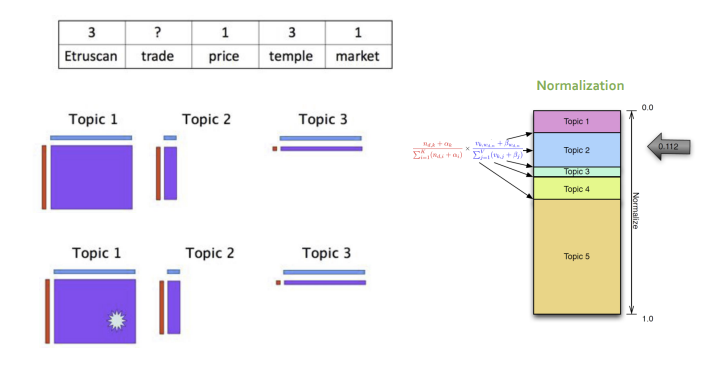 3 ? 1 3 1
Etruscan trade price temple market
Topic 1 Topic 2 Topic 3
Topic 1 Topic 2 Topic 3
Normalization
0.0
Topic 1
Topic 2
Topic 3
Topic 4
Topic 5
0.112
Normalize
1.0